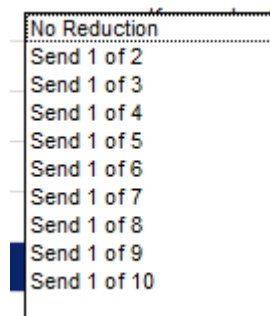 No Reduction
Send 1 of 2
Send 1 of 3
Send 1 of 4
Send 1 of 5
Send 1 of 6
Send 1 of 7
Send 1 of 8
Send 1 of 9
Send 1 of 10